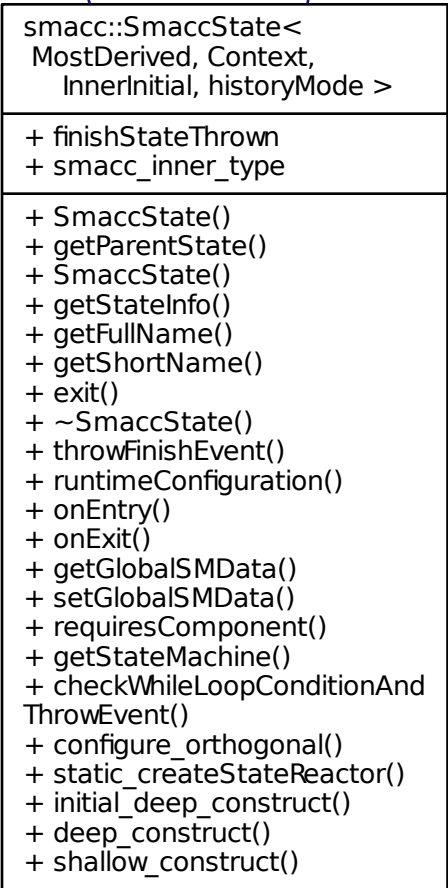 smacc::SmaccState<
MostDerived, Context,
InnerInitial, historyMode >
+ finishStateThrown
+ smacc_inner_type
+ SmaccState()
+ getParentState()
+ SmaccState()
+ getStateInfo()
+ getFullName()
+ getShortName()
+ exit()
+ ~SmaccState()
+ throwFinishEvent()
+ runtimeConfiguration()
+ onEntry()
+ onExit()
+ getGlobalSMData()
+ setGlobalSMData()
+ requiresComponent()
+ getStateMachine()
+ checkWhileLoopConditionAnd
ThrowEvent()
+ configure_orthogonal()
+ static_createStateReactor()
+ initial_deep_construct()
+ deep_construct()
+ shallow_construct()